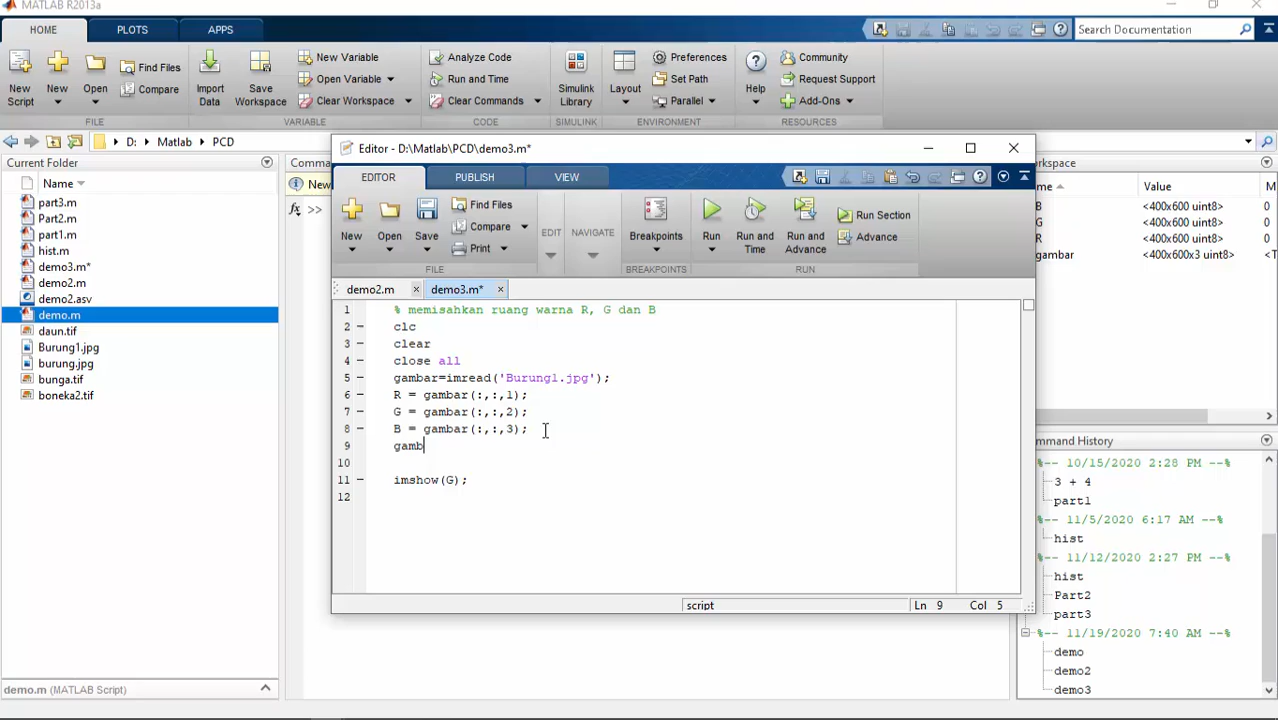 MATLAB R2013a
HOME PLOTS APPS Search Documentation
New Script New Open Find Files Compare Import Data Save Workspace New Variable Open Variable Clear Workspace Analyze Code Run and Time Clear Commands Simulink Library Layout Preferences Set Path Parallel Help Community Request Support Add-Ons
FILE VARIABLE CODE SIMULINK ENVIRONMENT RESOURCES
D: Matlab PCD
Current Folder
Name
part3.m
Part2.m
part1.m
hist.m
demo3.m*
demo2.m
demo2.asv
demo.m
daun.tif
Burung1.jpg
burung.jpg
bunga.tif
boneka2.tif
demo.m (MATLAB Script)
Comma
New
fx >>
Editor - D:\Matlab\PCD\demo3.m*
EDITOR PUBLISH VIEW
New Open Save Find Files Compare Print EDIT NAVIGATE Breakpoints Run Run and Time Run and Advance Run Section Advance
FILE BREAKPOINTS RUN
demo2.m × demo3.m* ×
1 % memisahkan ruang warna R, G dan B
2 – clc
3 – clear
4 – close all
5 – gambar=imread('Burung1.jpg');
6 – R = gambar(:,:,1);
7 – G = gambar(:,:,2);
8 – B = gambar(:,:,3);
9 – gamb
10
11 – imshow(G);
12
script Ln 9 Col 5
orkspace
me Value M
B <400x600 uint8> 0
G <400x600 uint8> 0
R <400x600 uint8> 0
gambar <400x600x3 uint8> <T
mmand History
%-- 10/15/2020 2:28 PM --%
3 + 4
part1
%-- 11/5/2020 6:17 AM --%
hist
%-- 11/12/2020 2:27 PM --%
hist
Part2
part3
%-- 11/19/2020 7:40 AM --%
demo
demo2
demo3